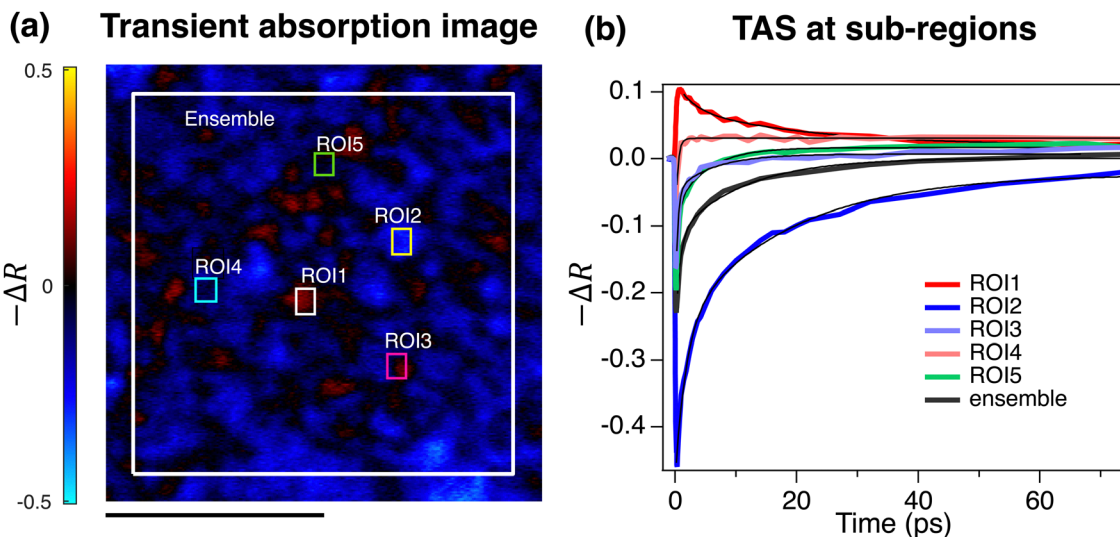 (a) Transient absorption image
0.5
0
-0.5
−ΔR
Ensemble
ROI5
ROI2
ROI4
ROI1
ROI3
(b) TAS at sub-regions
0.1
0.0
-0.1
-0.2
-0.3
-0.4
−ΔR
ROI1
ROI2
ROI3
ROI4
ROI5
ensemble
0 20 40 60
Time (ps)